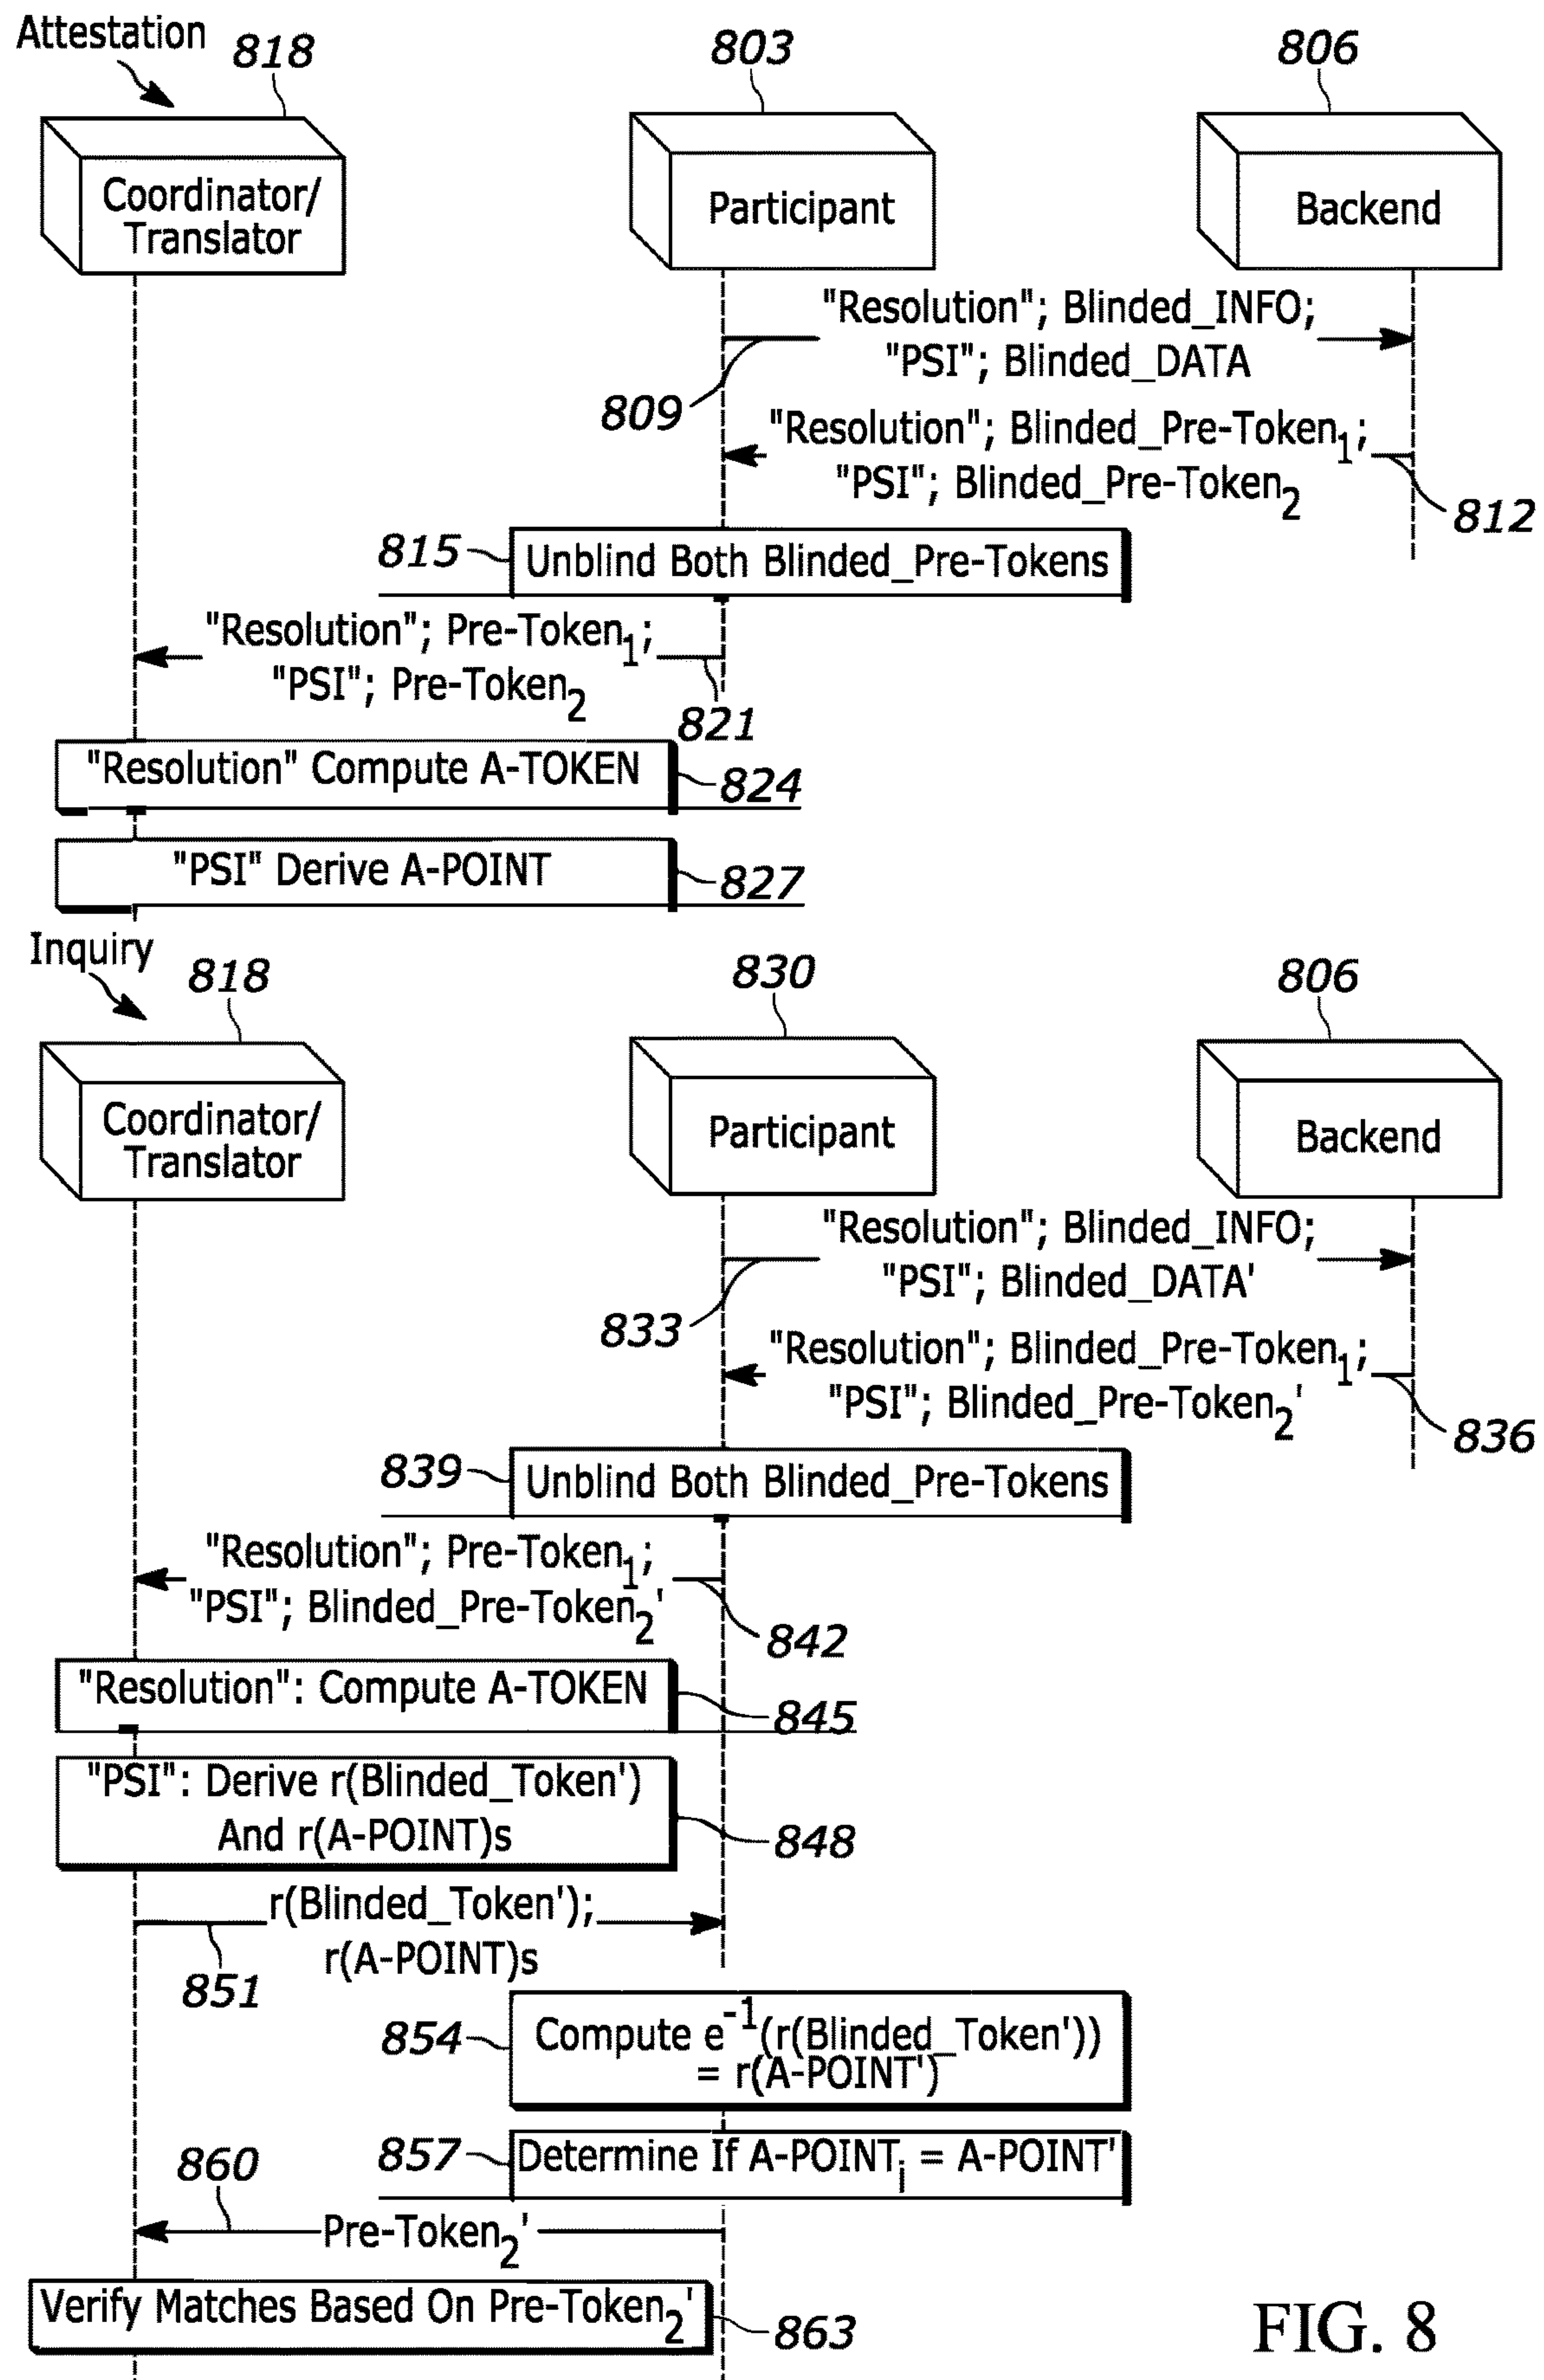 Attestation
818
803
806
Coordinator/
Translator
Participant
Backend
"Resolution"; Blinded_INFO;
"PSI"; Blinded_DATA
809
"Resolution"; Blinded_Pre-Token1;
"PSI"; Blinded_Pre-Token2
812
815
Unblind Both Blinded_Pre-Tokens
"Resolution"; Pre-Token1;
"PSI"; Pre-Token2
821
"Resolution" Compute A-TOKEN
824
"PSI" Derive A-POINT
827
Inquiry
818
830
806
Coordinator/
Translator
Participant
Backend
"Resolution"; Blinded_INFO;
"PSI"; Blinded_DATA'
833
"Resolution"; Blinded_Pre-Token1;
"PSI"; Blinded_Pre-Token2'
836
839
Unblind Both Blinded_Pre-Tokens
"Resolution"; Pre-Token1;
"PSI"; Blinded_Pre-Token2'
842
"Resolution": Compute A-TOKEN
845
"PSI": Derive r(Blinded_Token')
And r(A-POINT)s
848
r(Blinded_Token');
r(A-POINT)s
851
854
Compute e-1(r(Blinded_Token'))
= r(A-POINT')
857
Determine If A-POINTi = A-POINT'
860
Pre-Token2'
Verify Matches Based On Pre-Token2'
863
FIG. 8